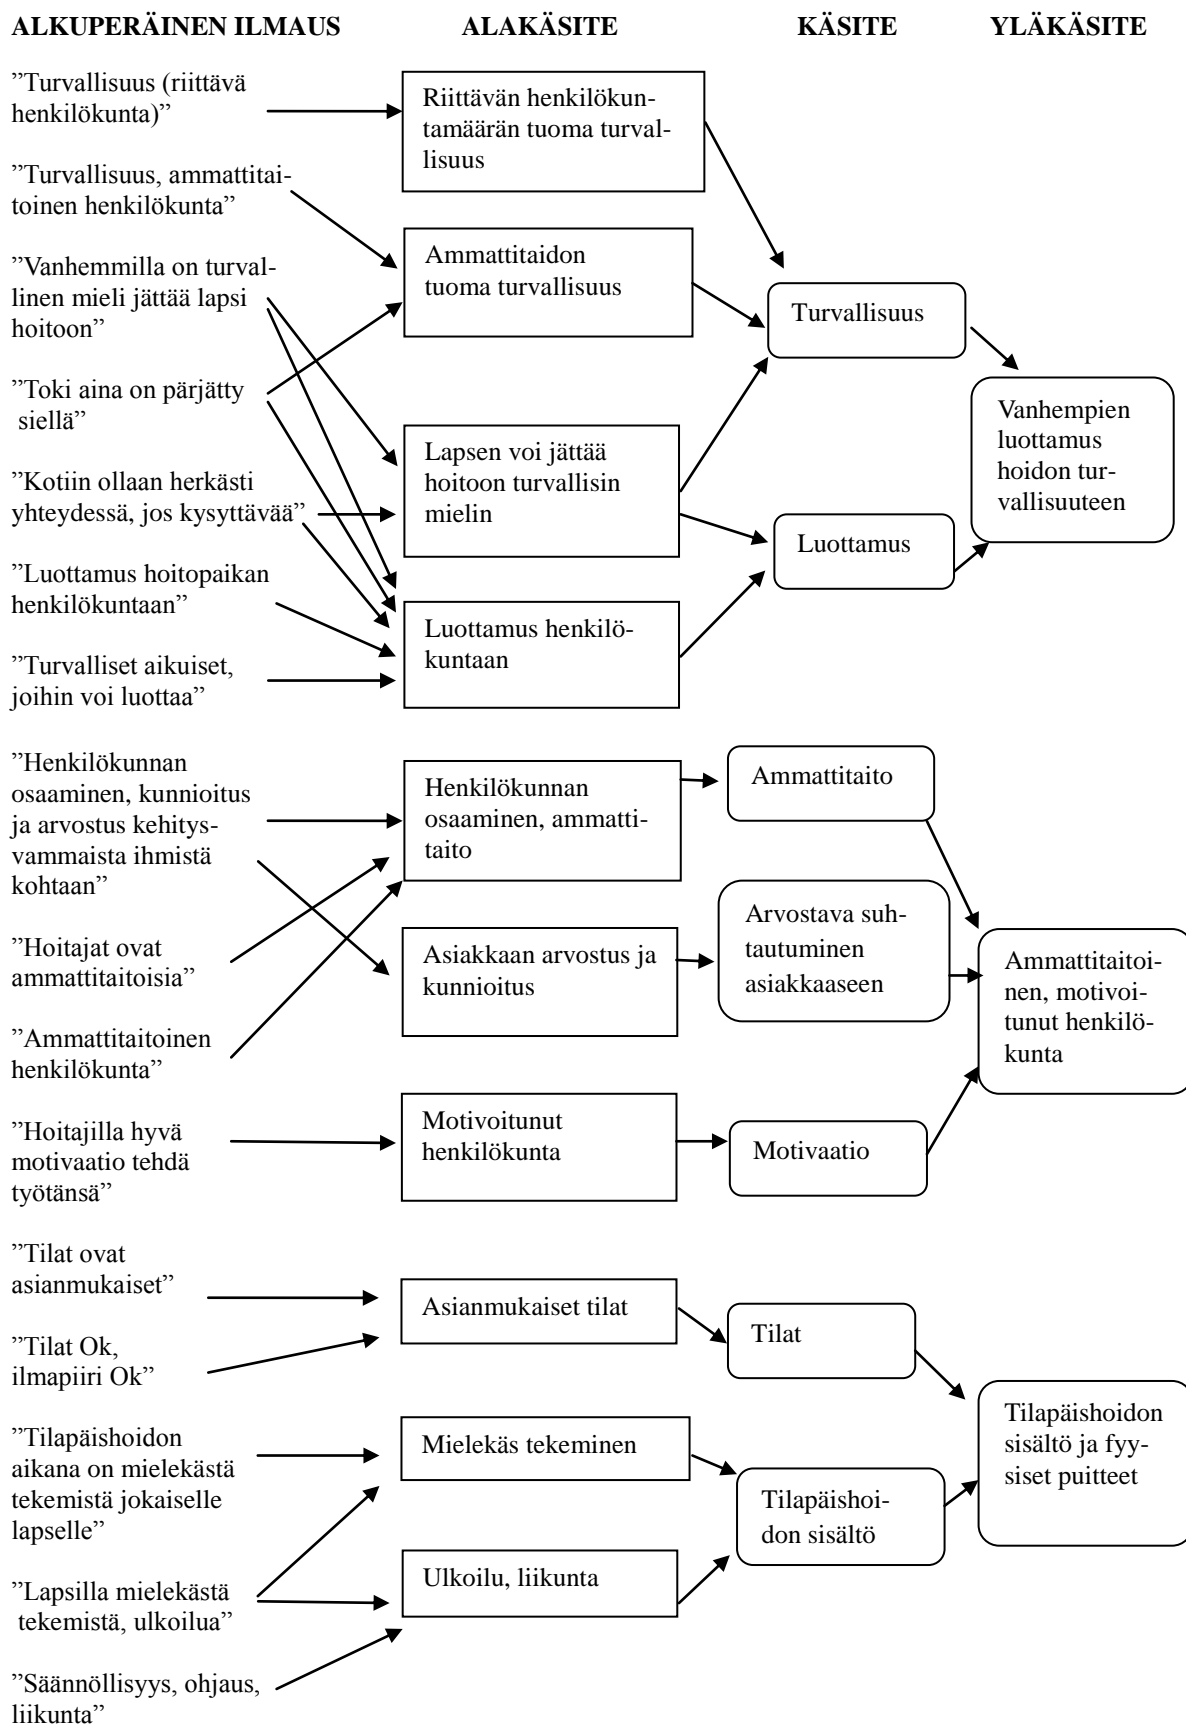 ALKUPERÄINEN ILMAUS
ALAKÄSITE
KÄSITE
YLÄKÄSITE
”Turvallisuus (riittävä
henkilökunta)”
”Turvallisuus, ammattitai-
toinen henkilökunta”
”Vanhemmilla on turval-
linen mieli jättää lapsi
hoitoon”
”Toki aina on pärjätty
siellä”
”Kotiin ollaan herkästi
yhteydessä, jos kysyttävää”
”Luottamus hoitopaikan
henkilökuntaan”
”Turvalliset aikuiset,
joihin voi luottaa”
Riittävän henkilökun-
tamäärän tuoma turval-
lisuus
Ammattitaidon
tuoma turvallisuus
Lapsen voi jättää
hoitoon turvallisin
mielin
Luottamus henkilö-
kuntaan
Turvallisuus
Luottamus
Vanhempien
luottamus
hoidon tur-
vallisuuteen
”Henkilökunnan
osaaminen, kunnioitus
ja arvostus kehitys-
vammaista ihmistä
kohtaan”
”Hoitajat ovat
ammattitaitoisia”
”Ammattitaitoinen
henkilökunta”
”Hoitajilla hyvä
motivaatio tehdä
työtänsä”
Henkilökunnan
osaaminen, ammatti-
taito
Asiakkaan arvostus ja
kunnioitus
Motivoitunut
henkilökunta
Ammattitaito
Arvostava suh-
tautuminen
asiakkaaseen
Motivaatio
Ammattitaitoi-
nen, motivoi-
tunut henkilö-
kunta
”Tilat ovat
asianmukaiset”
”Tilat Ok,
ilmapiiri Ok”
”Tilapäishoidon
aikana on mielekästä
tekemistä jokaiselle
lapselle”
”Lapsilla mielekästä
tekemistä, ulkoilua”
”Säännöllisyys, ohjaus,
liikunta”
Asianmukaiset tilat
Mielekäs tekeminen
Ulkoilu, liikunta
Tilat
Tilapäishoi-
don sisältö
Tilapäishoidon
sisältö ja fyy-
siset puitteet